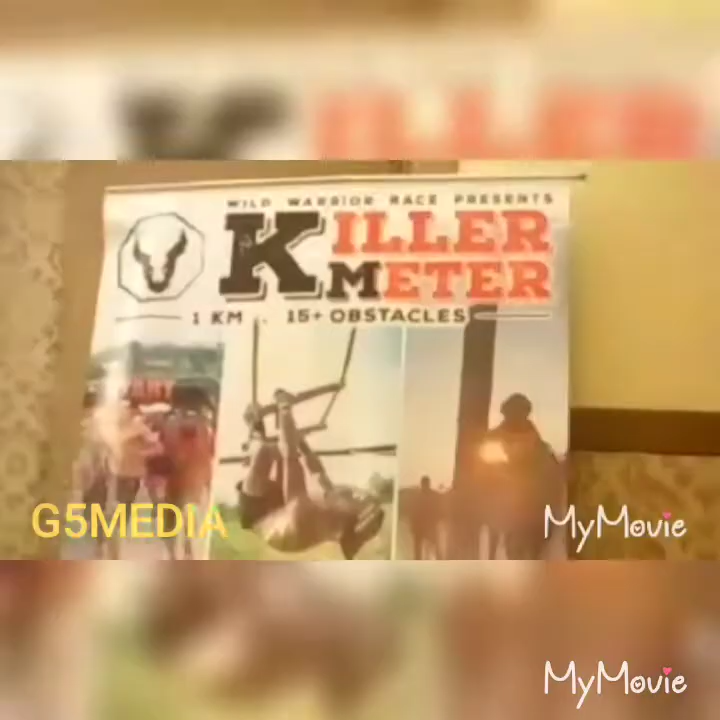 WILD WARRIOR RACE PRESENTS
KILLER
METER
1 KM . 15+ OBSTACLES
G5MEDIA
MyMovie
MyMovie